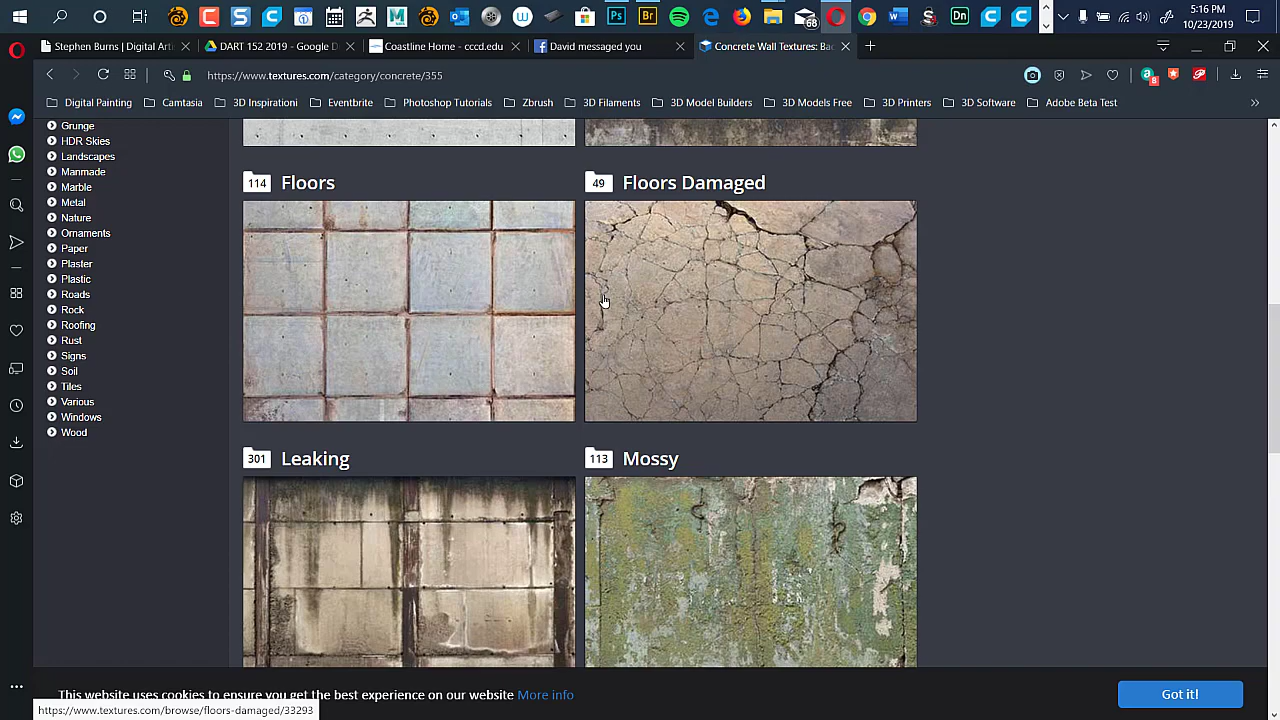 5:16 PM
10/23/2019
68
Stephen Burns | Digital Arti
DART 152 2019 - Google D
Coastline Home - cccd.edu
David messaged you
Concrete Wall Textures: Bac
https://www.textures.com/category/concrete/355
8
Digital Painting
Camtasia
3D Inspirationi
Eventbrite
Photoshop Tutorials
Zbrush
3D FIlaments
3D Model Builders
3D Models Free
3D Printers
3D Software
Adobe Beta Test
Grunge
HDR Skies
Landscapes
Manmade
Marble
Metal
Nature
Ornaments
Paper
Plaster
Plastic
Roads
Rock
Roofing
Rust
Signs
Soil
Tiles
Various
Windows
Wood
114 Floors
49 Floors Damaged
301 Leaking
113 Mossy
This website uses cookies to ensure you get the best experience on our website More info
Got it!
https://www.textures.com/browse/floors-damaged/33293